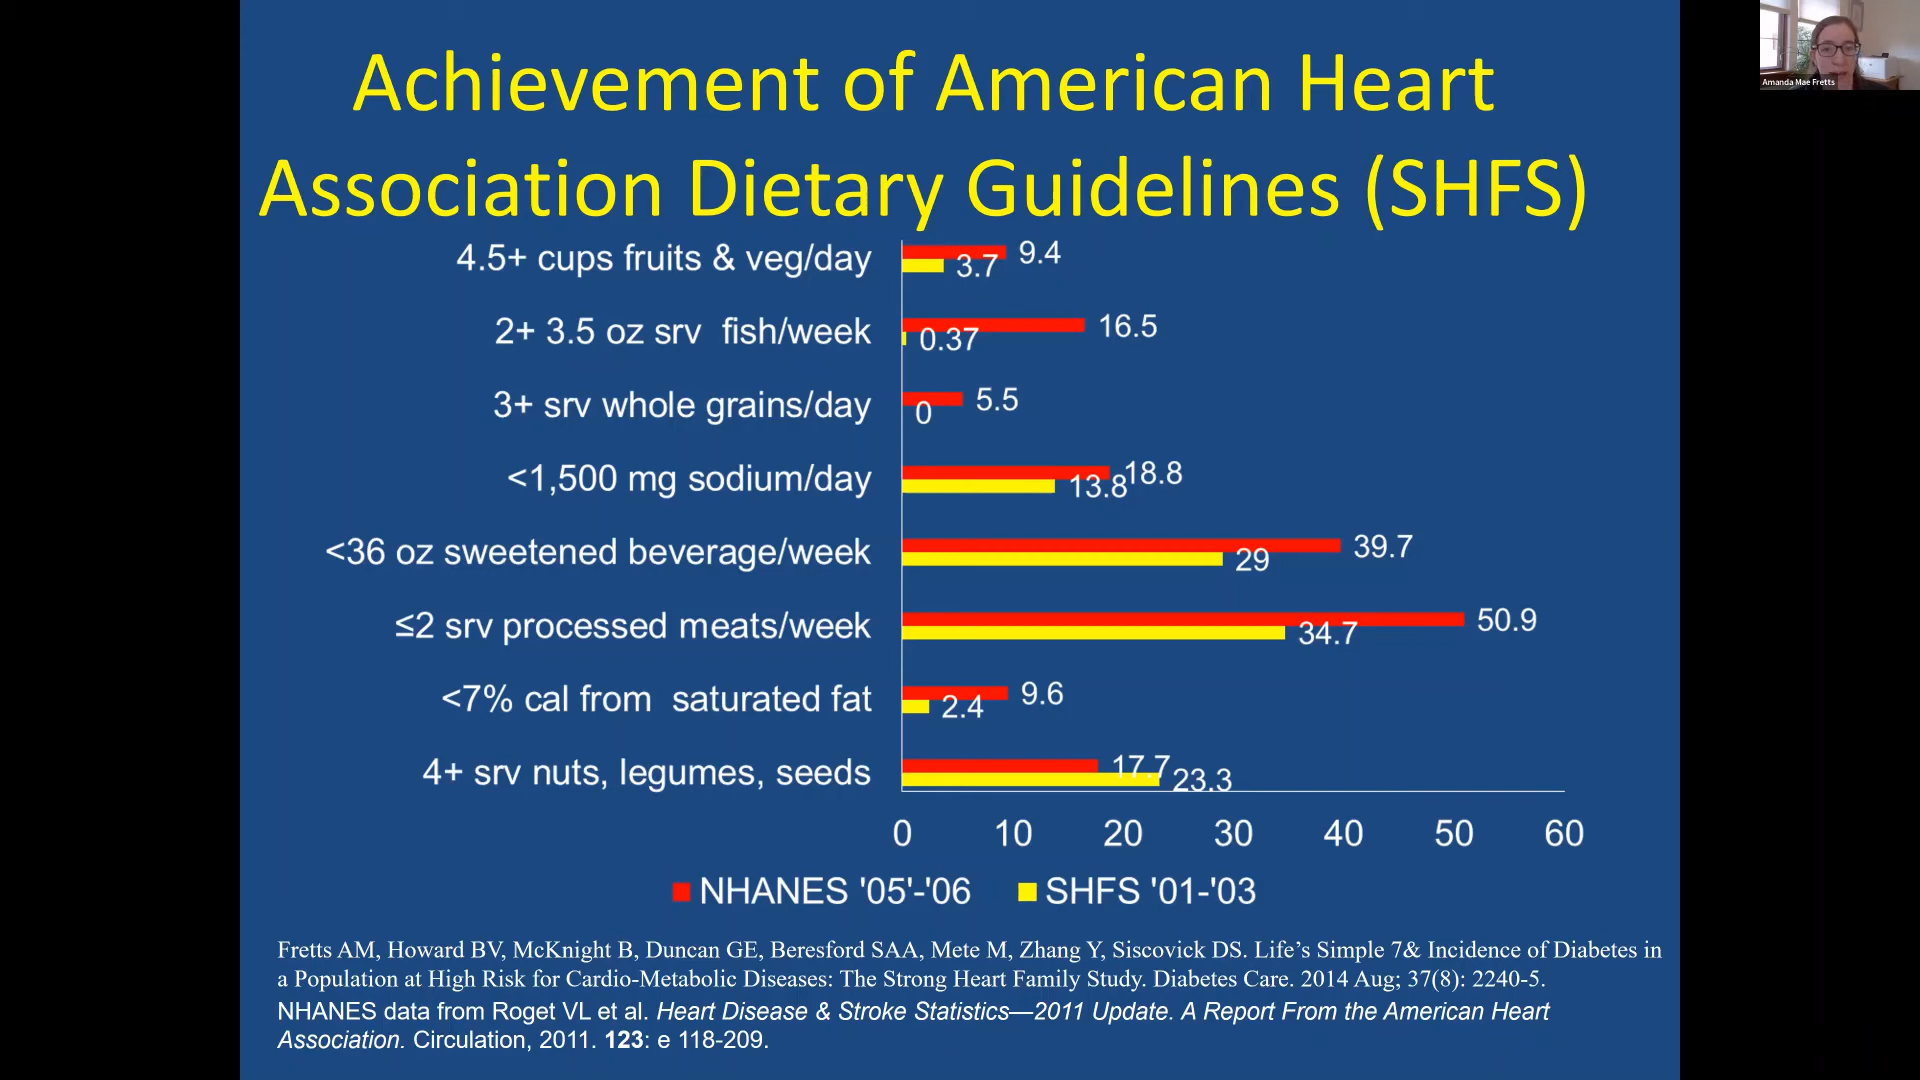 Achievement of American Heart
Association Dietary Guidelines (SHFS)
Amanda Mae Fretts
4.5+ cups fruits & veg/day
9.4
3.7
2+ 3.5 oz srv fish/week
16.5
0.37
3+ srv whole grains/day
5.5
0
<1,500 mg sodium/day
18.8
13.8
<36 oz sweetened beverage/week
39.7
29
≤2 srv processed meats/week
50.9
34.7
<7% cal from saturated fat
9.6
2.4
4+ srv nuts, legumes, seeds
17.7
23.3
0 10 20 30 40 50 60
NHANES '05'-'06 SHFS '01-'03
Fretts AM, Howard BV, McKnight B, Duncan GE, Beresford SAA, Mete M, Zhang Y, Siscovick DS. Life’s Simple 7& Incidence of Diabetes in
a Population at High Risk for Cardio-Metabolic Diseases: The Strong Heart Family Study. Diabetes Care. 2014 Aug; 37(8): 2240-5.
NHANES data from Roget VL et al. Heart Disease & Stroke Statistics—2011 Update. A Report From the American Heart
Association. Circulation, 2011. 123: e 118-209.